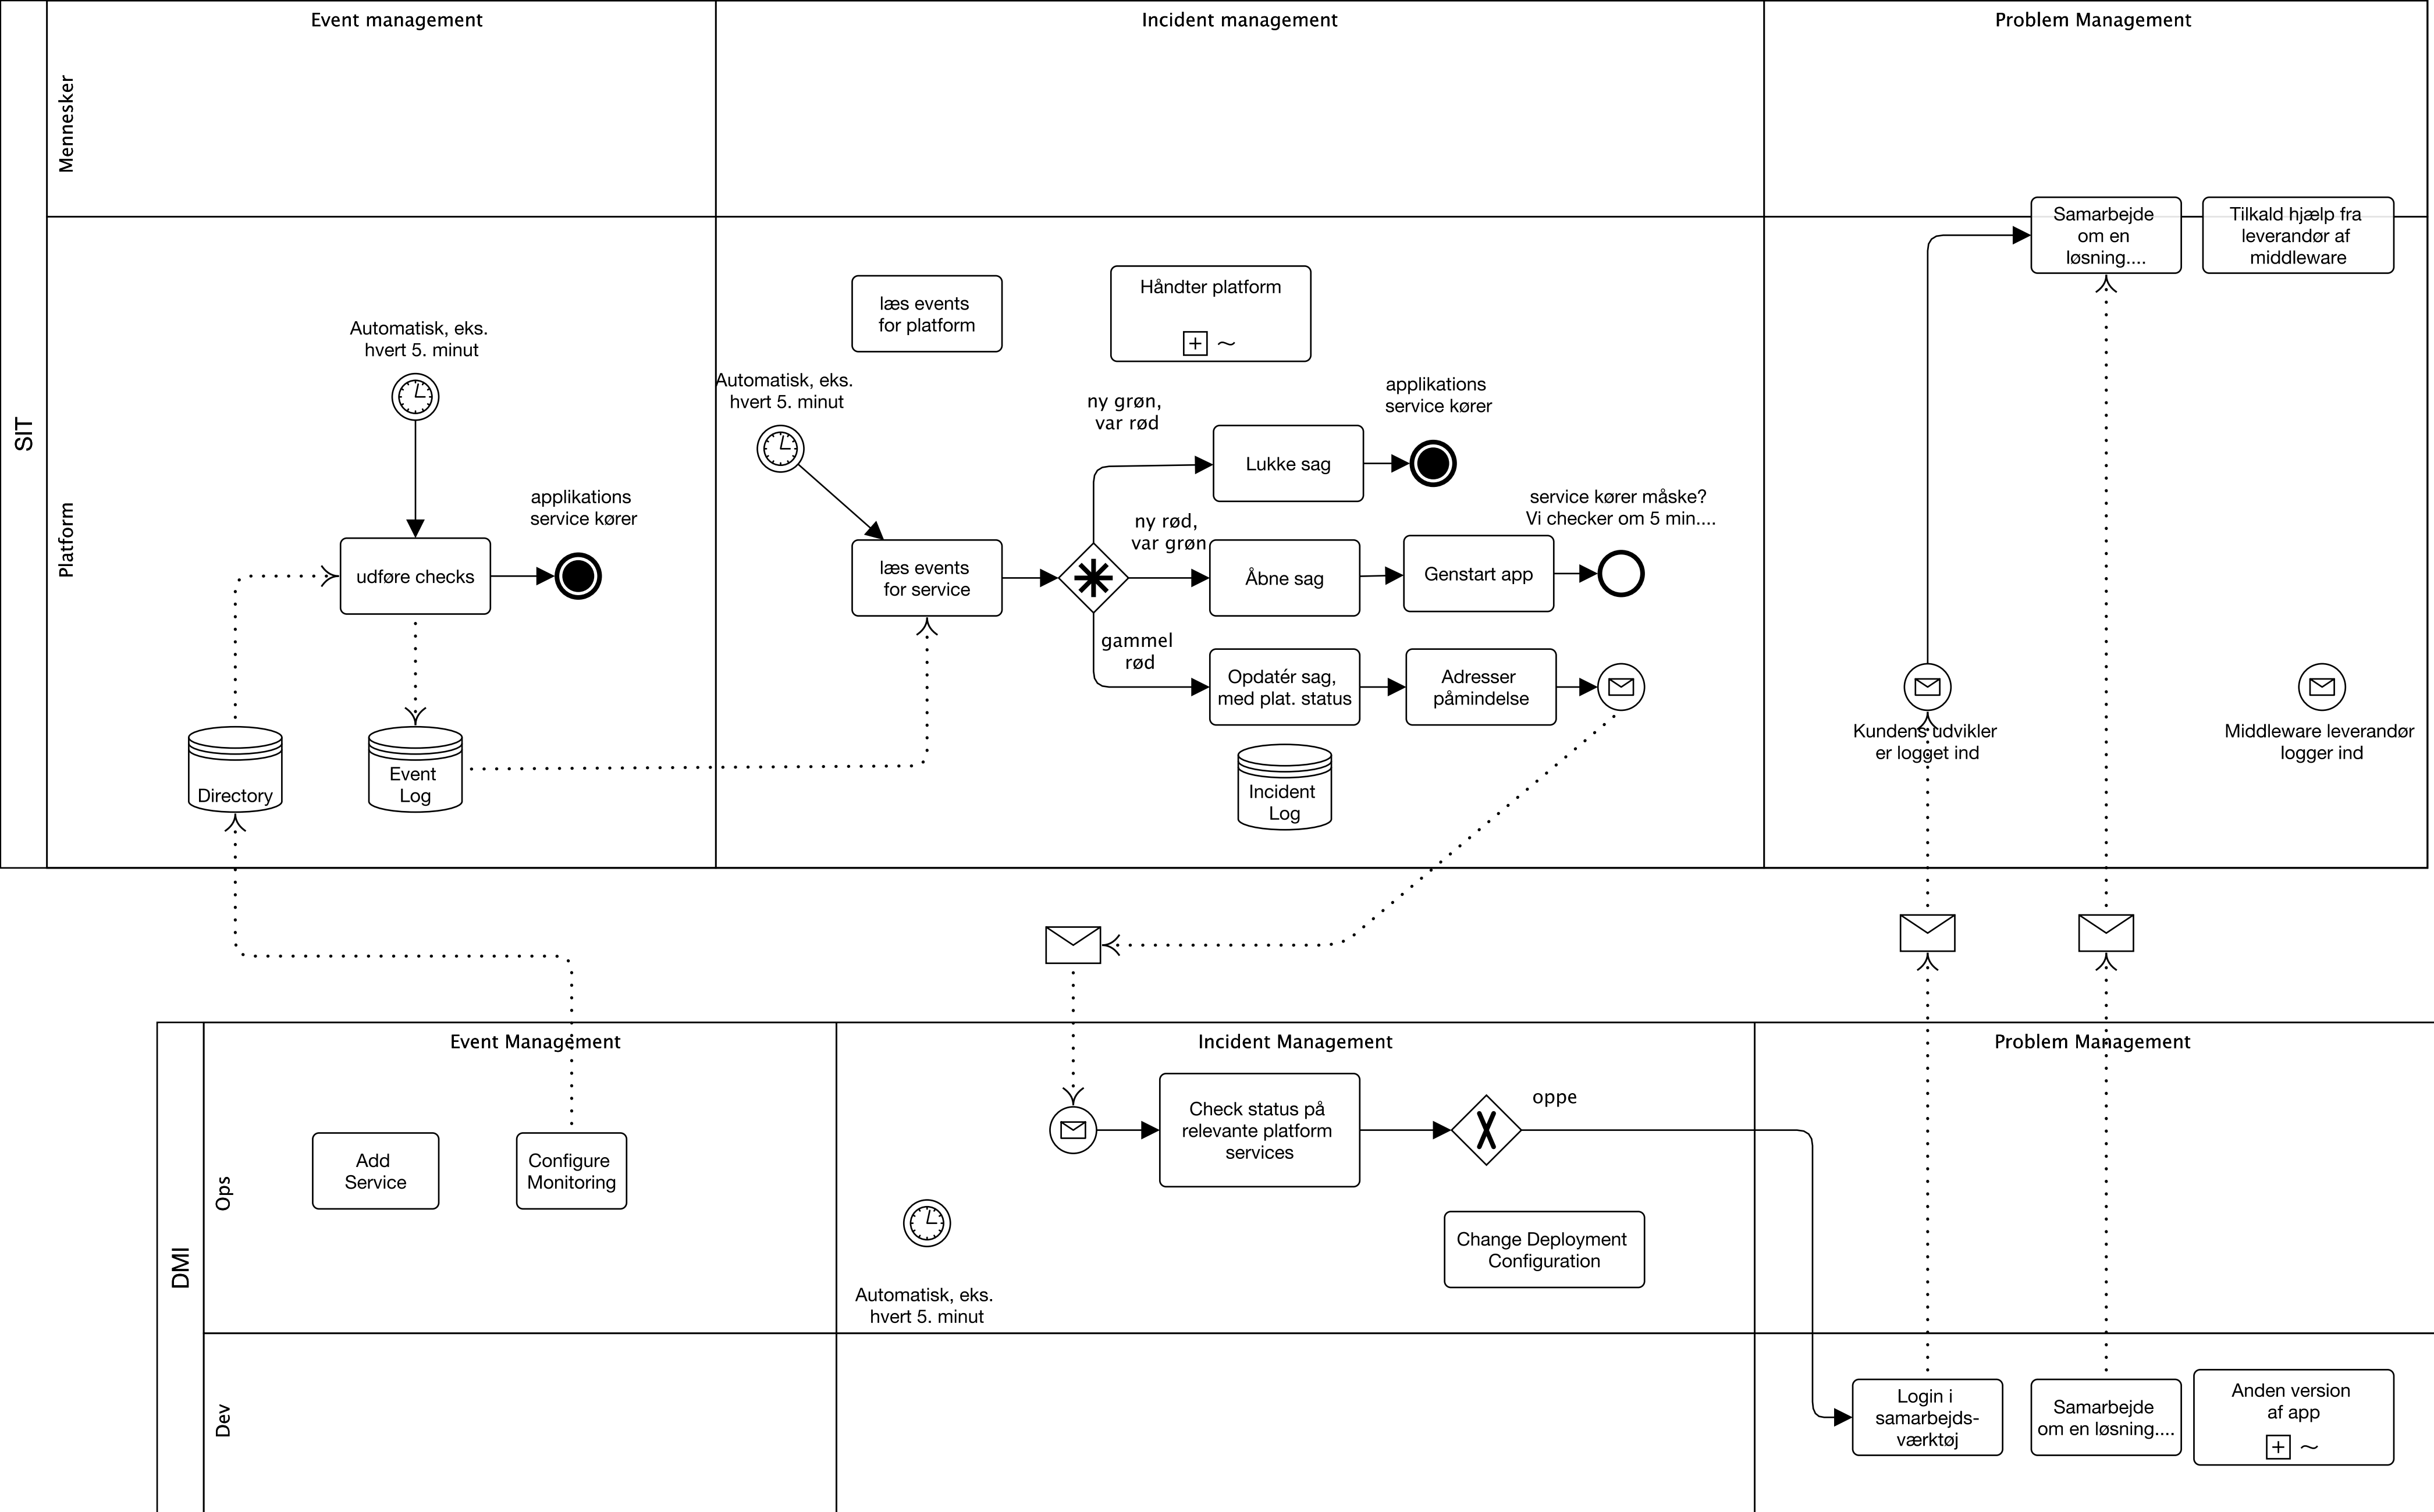 Event management
Incident management
Problem Management
SIT
Mennesker
Platform
Samarbejde
om en
løsning....
Tilkald hjælp fra
leverandør af
middleware
læs events
for platform
Håndter platform
Automatisk, eks.
hvert 5. minut
Automatisk, eks.
hvert 5. minut
ny grøn,
var rød
applikations
service kører
Lukke sag
applikations
service kører
ny rød,
var grøn
service kører måske?
Vi checker om 5 min....
udføre checks
læs events
for service
Åbne sag
Genstart app
gammel
rød
Opdatér sag,
med plat. status
Adresser
påmindelse
Kundens udvikler
er logget ind
Middleware leverandør
logger ind
Directory
Event
Log
Incident
Log
Event Management
Incident Management
Problem Management
DMI
Ops
Dev
Add
Service
Configure
Monitoring
Check status på
relevante platform
services
oppe
Change Deployment
Configuration
Automatisk, eks.
hvert 5. minut
Login i
samarbejds-
værktøj
Samarbejde
om en løsning....
Anden version
af app